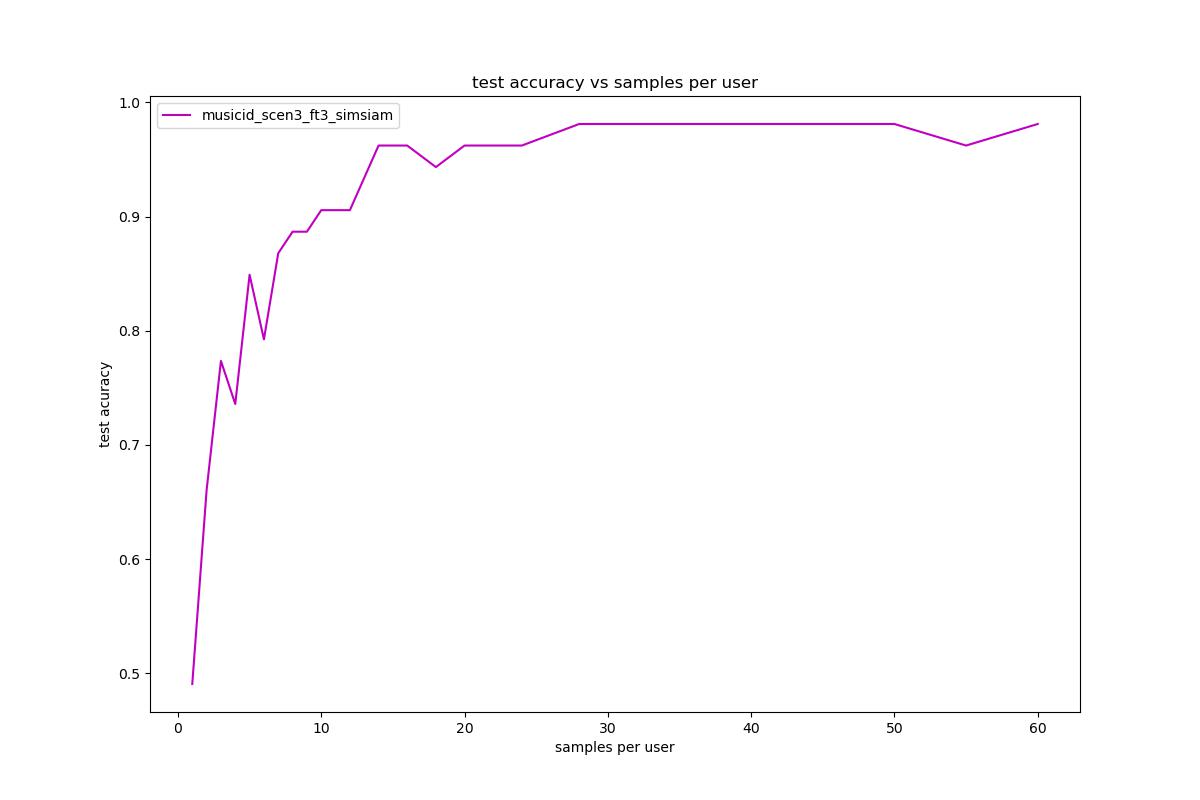 test accuracy vs samples per user
musicid_scen3_ft3_simsiam
1.0
0.9
0.8
0.7
0.6
0.5
test acuracy
0 10 20 30 40 50 60
samples per user